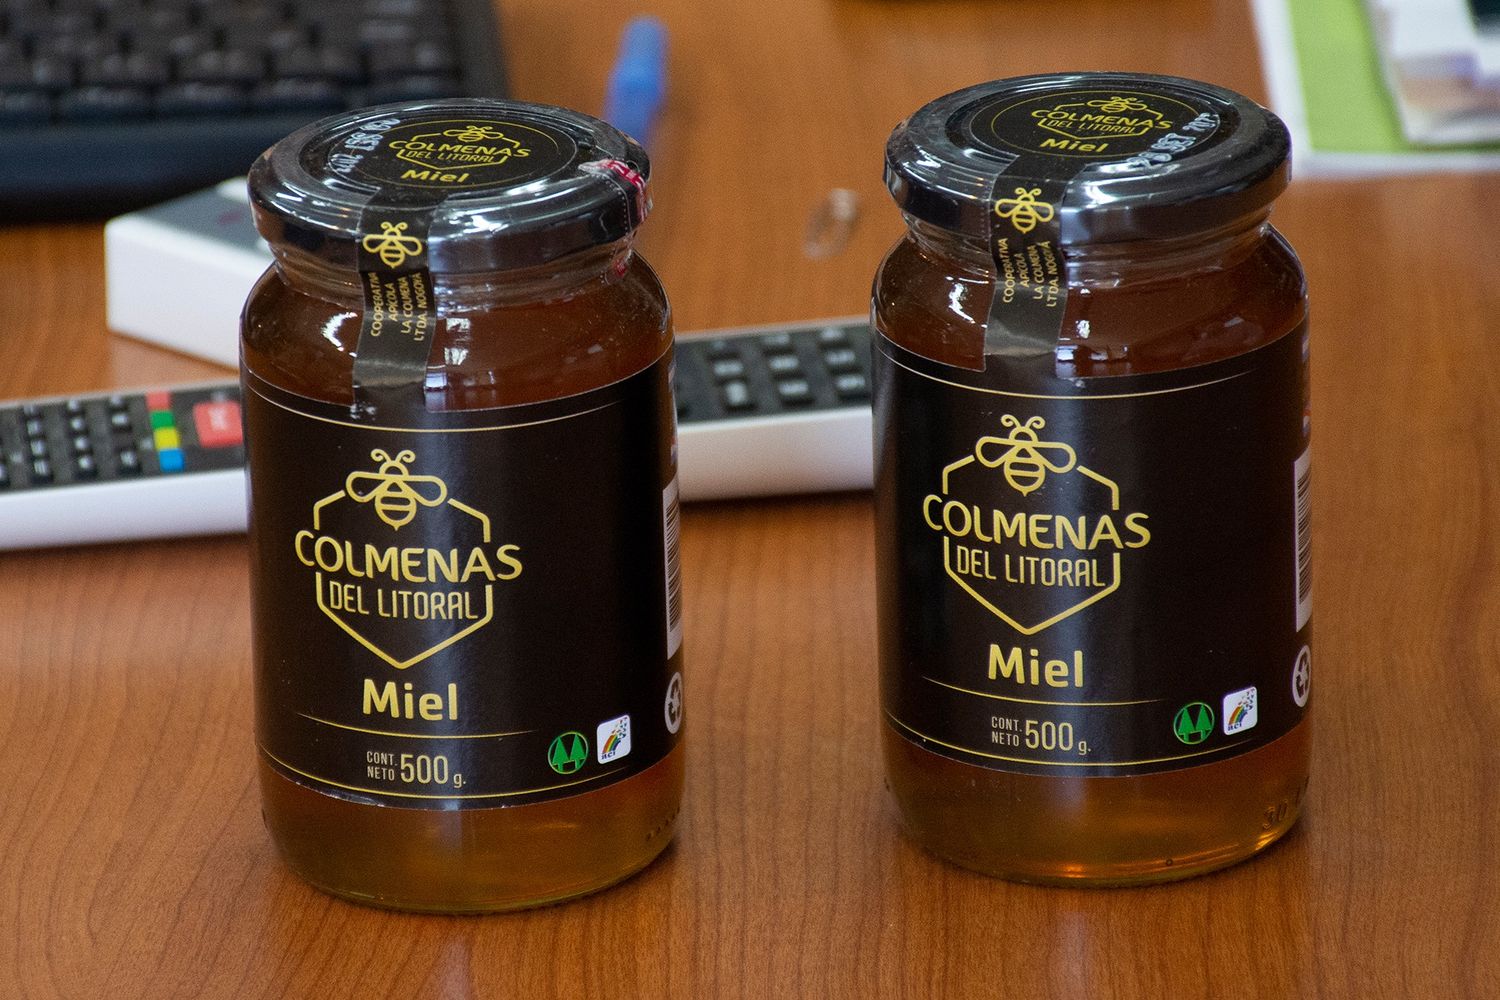 COLMENAS
DEL LITORAL
Miel
COOPERATIVA
APÍCOLA
LA COLMENA
LTDA. NOGOYÁ
COLMENAS
DEL LITORAL
Miel
CONT.
NETO 500 g.
COLMENAS
DEL LITORAL
Miel
COOPERATIVA
APÍCOLA
LA COLMENA
LTDA. NOGOYÁ
COLMENAS
DEL LITORAL
Miel
CONT.
NETO 500 g.